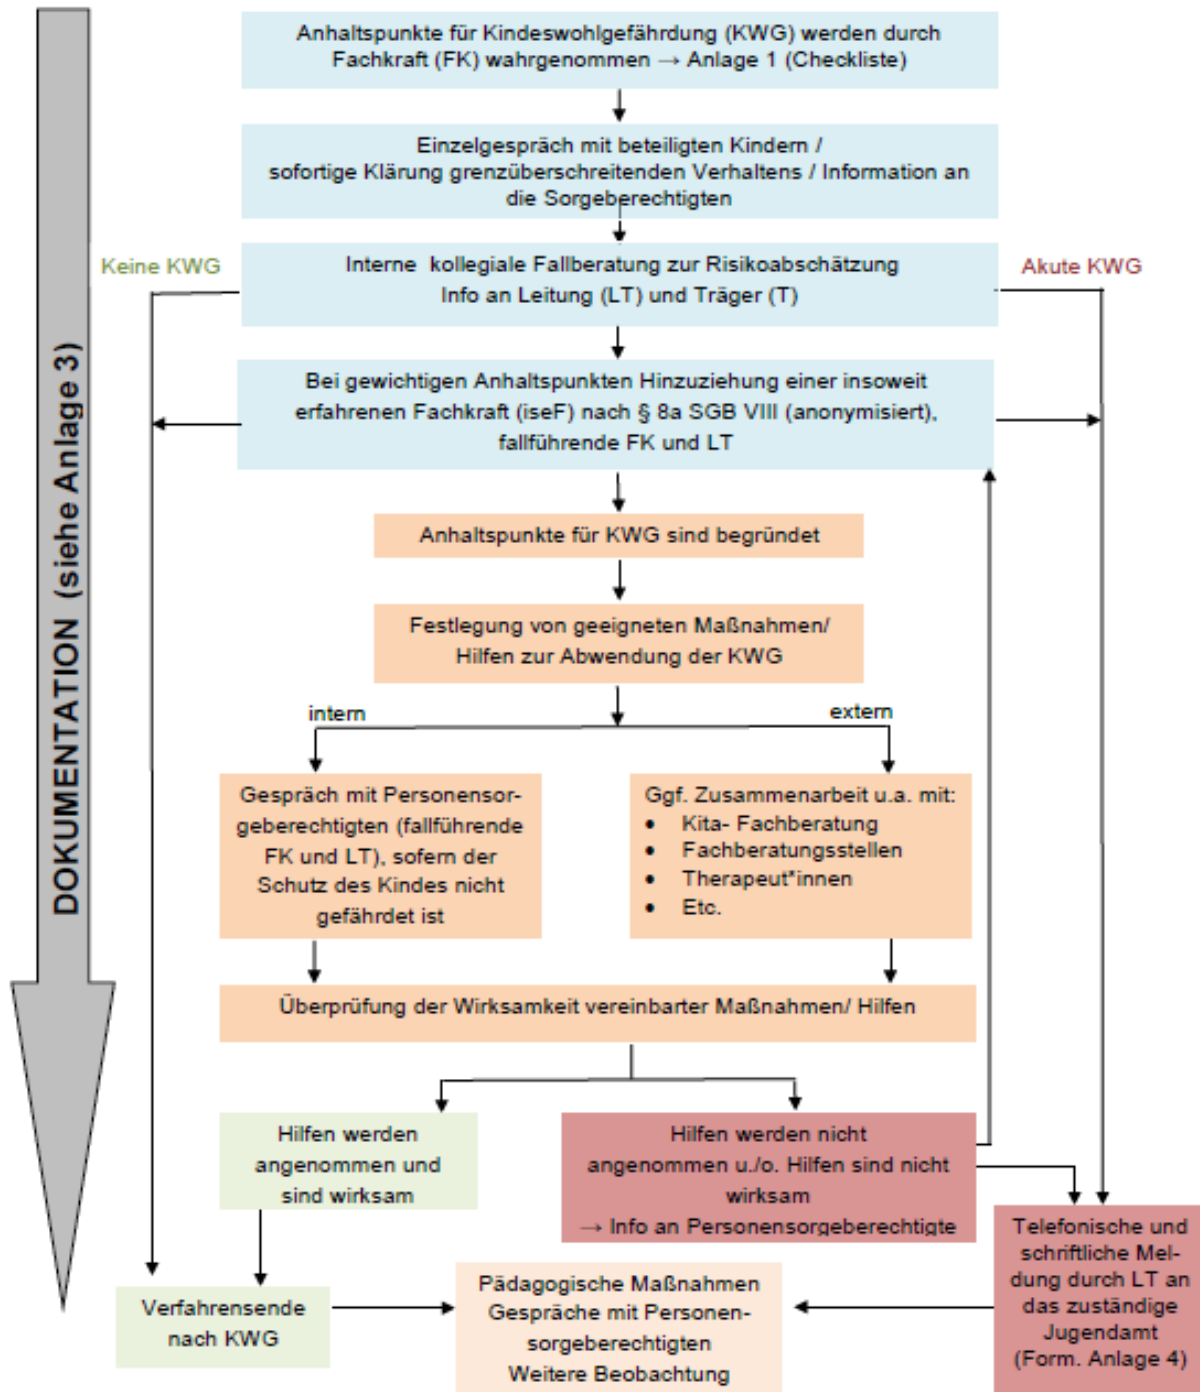 Anhaltspunkte für Kindeswohlgefährdung (KWG) werden durch
Fachkraft (FK) wahrgenommen → Anlage 1 (Checkliste)
Einzelgespräch mit beteiligten Kindern /
sofortige Klärung grenzüberschreitenden Verhaltens / Information an
die Sorgeberechtigten
Keine KWG
Interne kollegiale Fallberatung zur Risikoabschätzung
Info an Leitung (LT) und Träger (T)
Akute KWG
Bei gewichtigen Anhaltspunkten Hinzuziehung einer insoweit
erfahrenen Fachkraft (iseF) nach § 8a SGB VIII (anonymisiert),
fallführende FK und LT
DOKUMENTATION (siehe Anlage 3)
Anhaltspunkte für KWG sind begründet
Festlegung von geeigneten Maßnahmen/
Hilfen zur Abwendung der KWG
intern
extern
Gespräch mit Personensor-
geberechtigten (fallführende
FK und LT), sofern der
Schutz des Kindes nicht
gefährdet ist
Ggf. Zusammenarbeit u.a. mit:
• Kita- Fachberatung
• Fachberatungsstellen
• Therapeut*innen
• Etc.
Überprüfung der Wirksamkeit vereinbarter Maßnahmen/ Hilfen
Hilfen werden
angenommen und
sind wirksam
Hilfen werden nicht
angenommen u./o. Hilfen sind nicht
wirksam
→ Info an Personensorgeberechtigte
Telefonische und
schriftliche Mel-
dung durch LT an
das zuständige
Jugendamt
(Form. Anlage 4)
Verfahrensende
nach KWG
Pädagogische Maßnahmen
Gespräche mit Personen-
sorgeberechtigten
Weitere Beobachtung